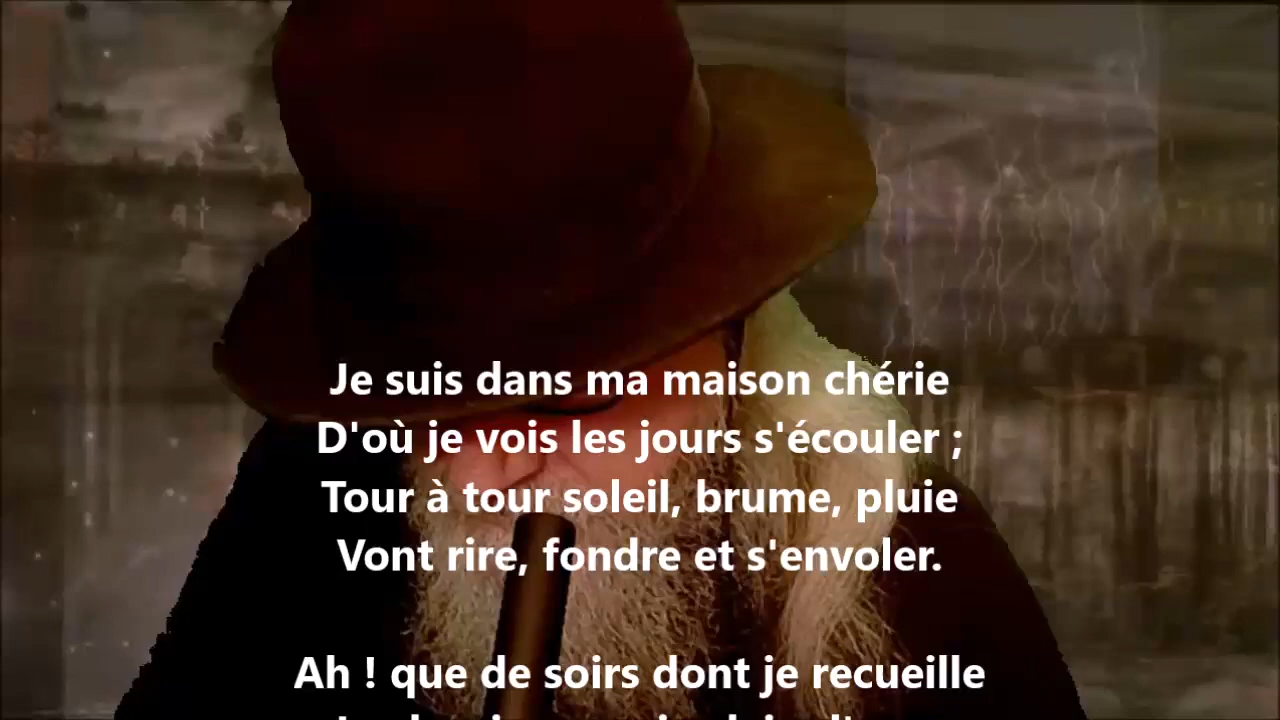 Je suis dans ma maison chérie
D'où je vois les jours s'écouler ;
Tour à tour soleil, brume, pluie
Vont rire, fondre et s'envoler.
Ah ! que de soirs dont je recueille